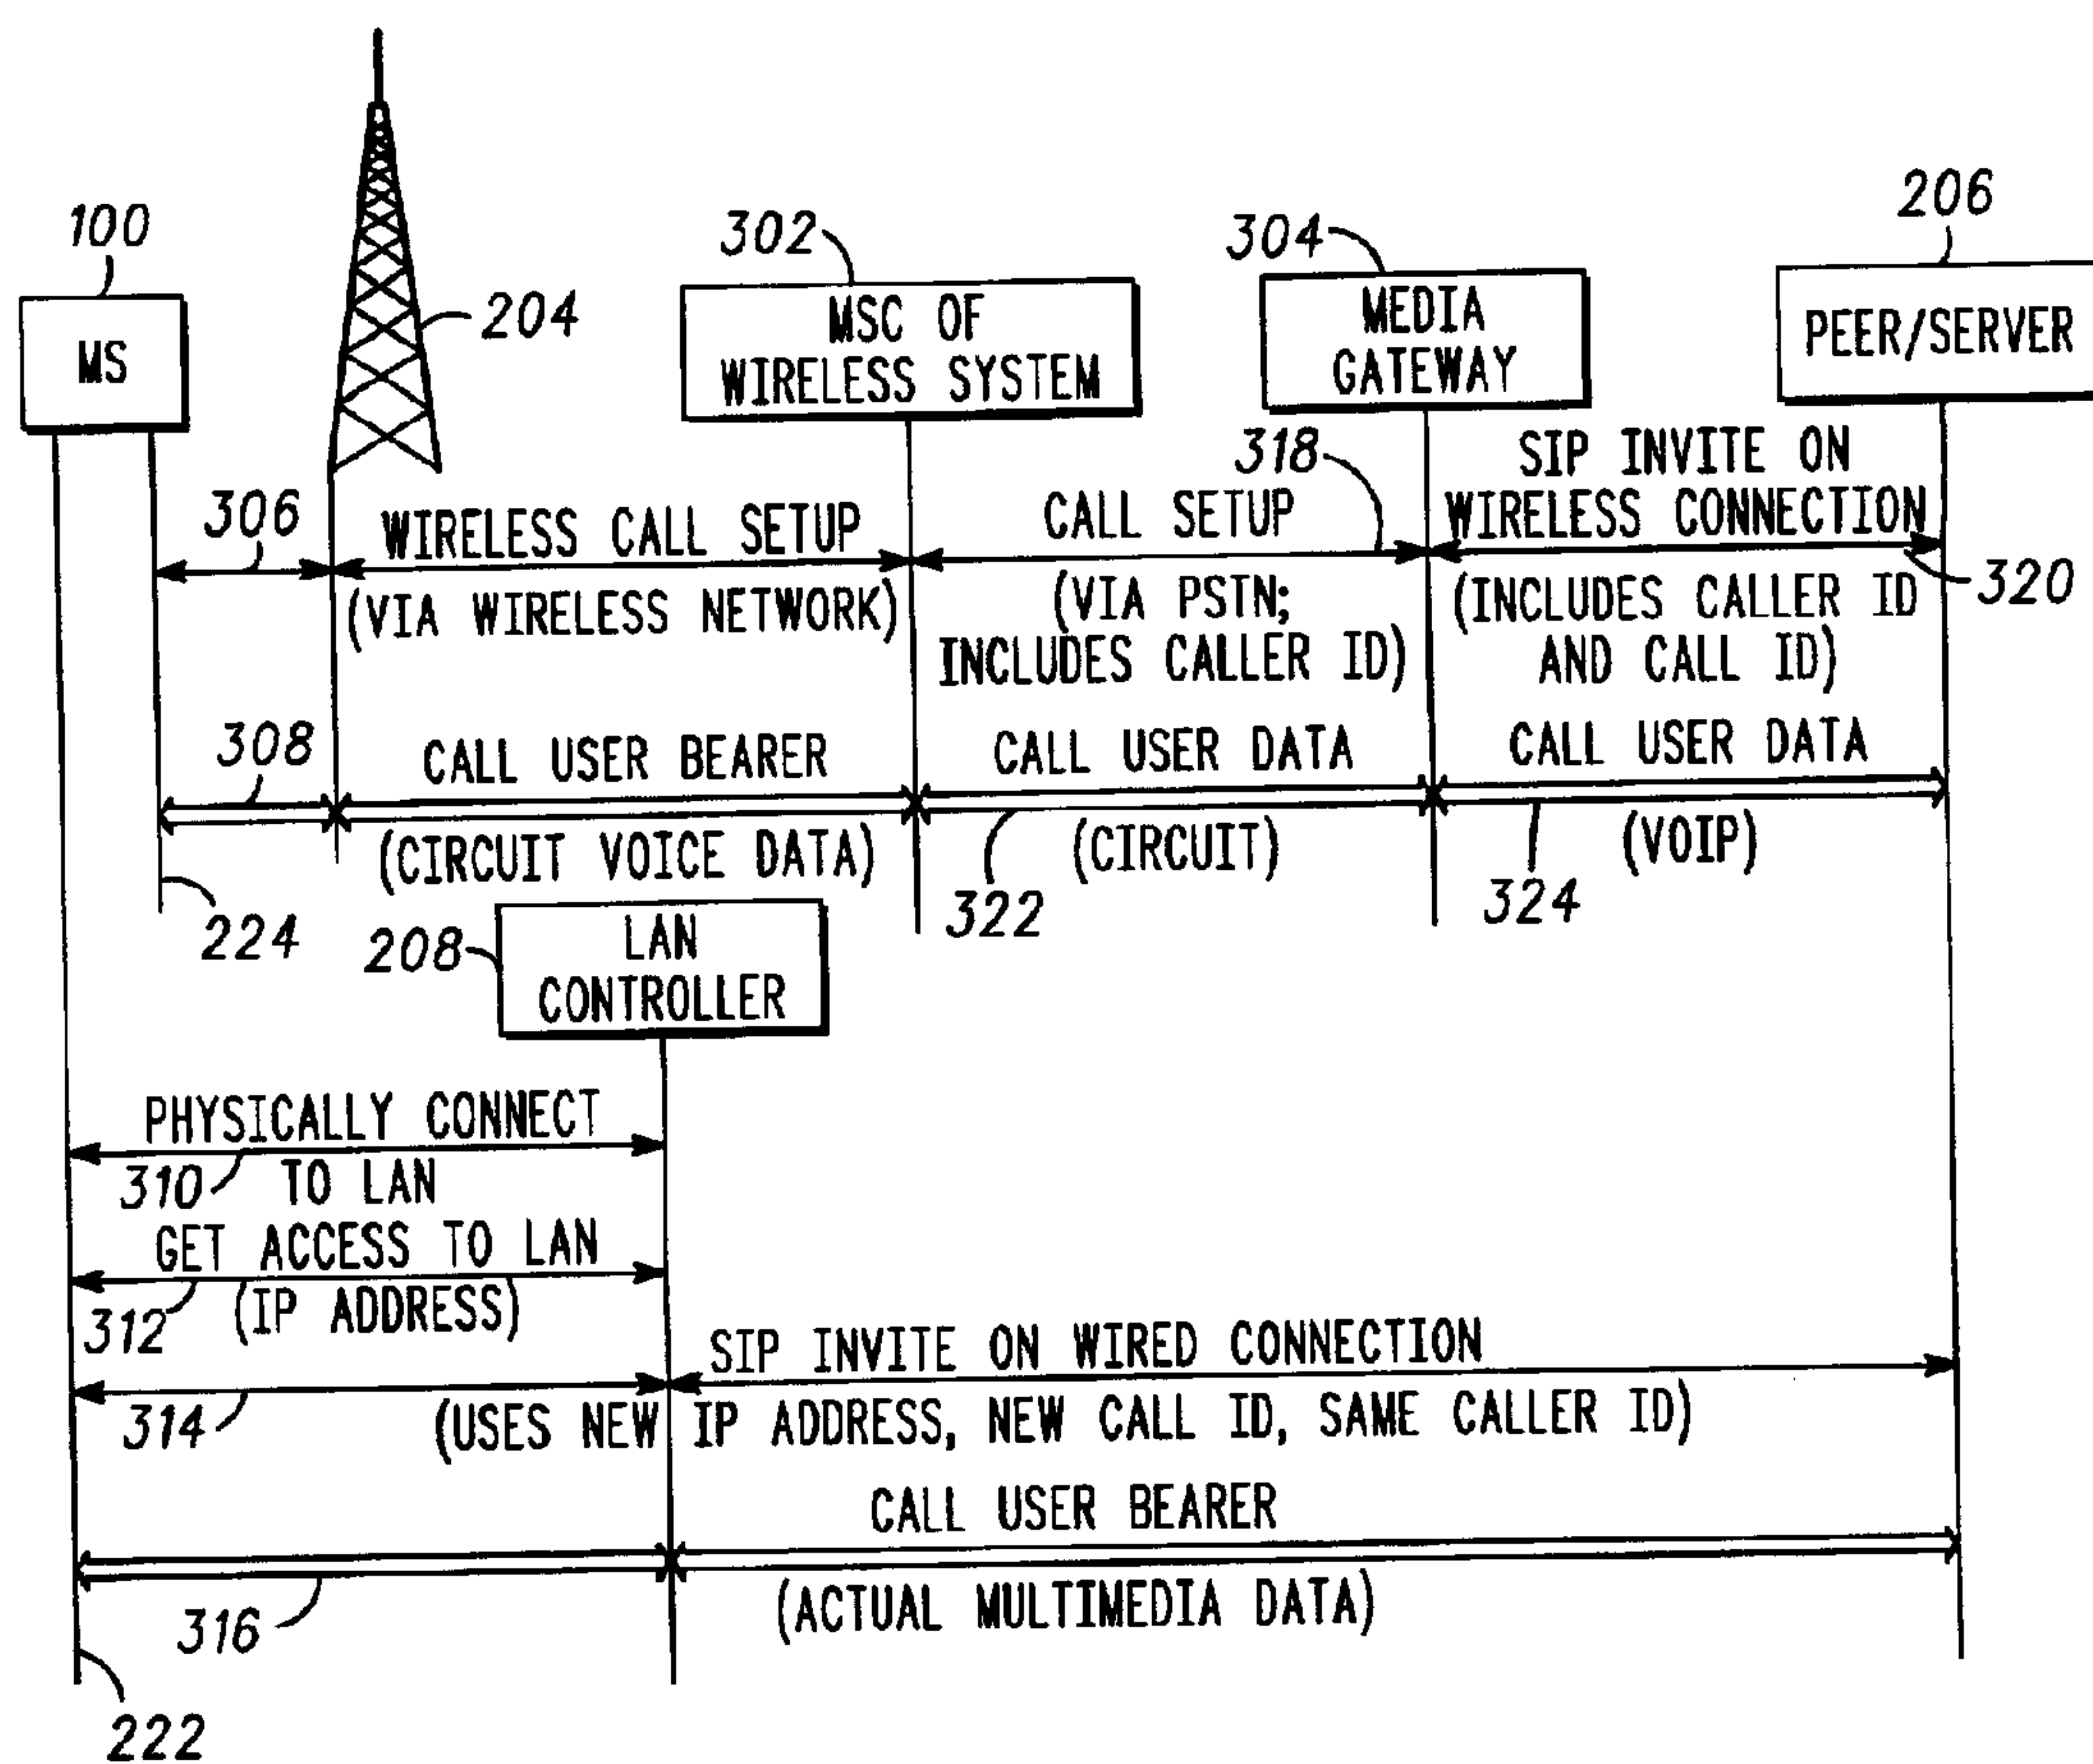 100
204
302
304
206
MS
MSC OF
WIRELESS SYSTEM
MEDIA
GATEWAY
PEER/SERVER
306
WIRELESS CALL SETUP
(VIA WIRELESS NETWORK)
318
CALL SETUP
(VIA PSTN;
INCLUDES CALLER ID)
SIP INVITE ON
WIRELESS CONNECTION
320
(INCLUDES CALLER ID
AND CALL ID)
308
CALL USER BEARER
(CIRCUIT VOICE DATA)
CALL USER DATA
(CIRCUIT)
322
CALL USER DATA
(VOIP)
324
224
208
LAN
CONTROLLER
PHYSICALLY CONNECT
310
TO LAN
GET ACCESS TO LAN
312
(IP ADDRESS)
SIP INVITE ON WIRED CONNECTION
314
(USES NEW IP ADDRESS, NEW CALL ID, SAME CALLER ID)
CALL USER BEARER
316
(ACTUAL MULTIMEDIA DATA)
222